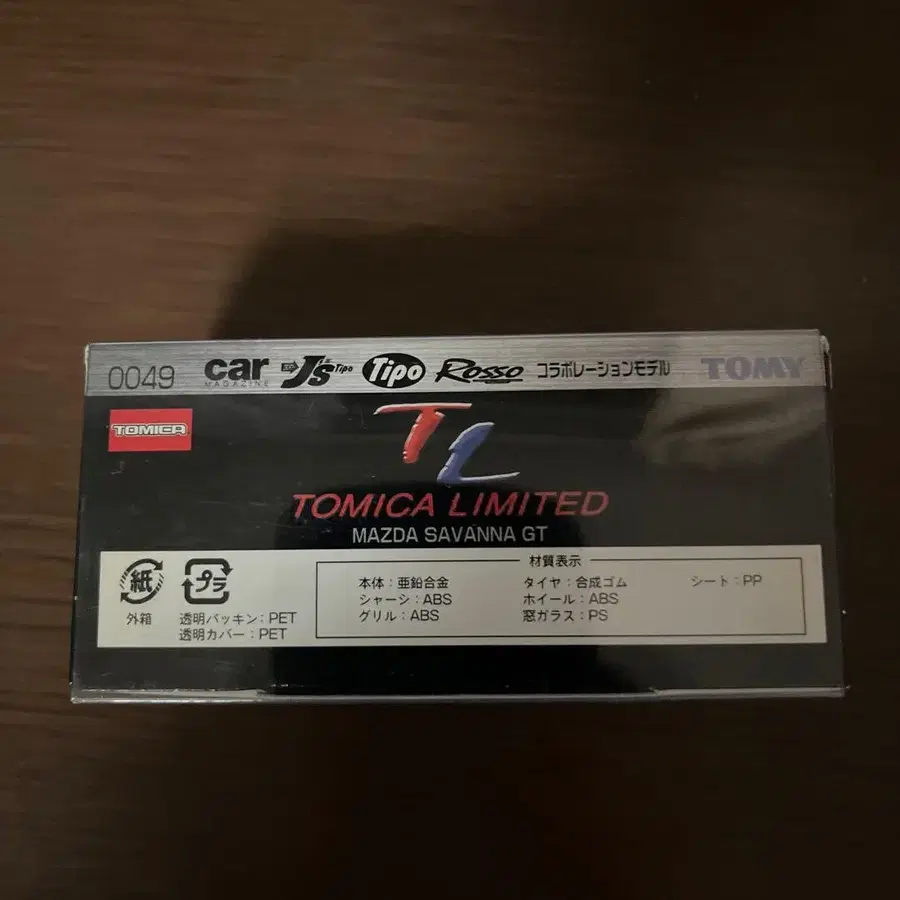 0049 car MAGAZINE J's Tipo Tipo Rosso コラボレーションモデル TOMY
TOMICA
TL
TOMICA LIMITED
MAZDA SAVANNA GT
紙
外箱
プラ
透明パッキン：PET
透明カバー：PET
材質表示
本体：亜鉛合金 タイヤ：合成ゴム シート：PP
シャーシ：ABS ホイール：ABS
グリル：ABS 窓ガラス：PS